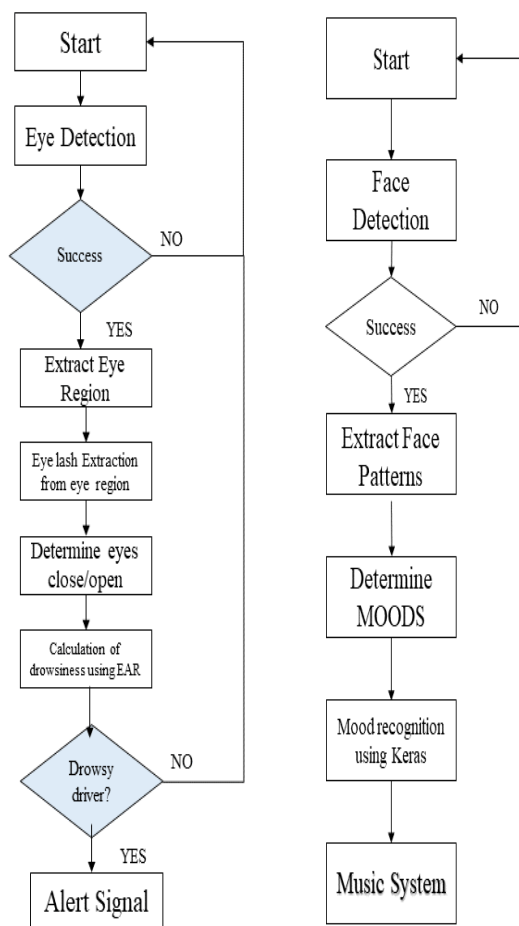 Start
Eye Detection
Success
NO
YES
Extract Eye
Region
Eye lash Extraction
from eye region
Determine eyes
close/open
Calculation of
drowsiness using EAR
Drowsy
driver?
NO
YES
Alert Signal
Start
Face
Detection
Success
NO
YES
Extract Face
Patterns
Determine
MOODS
Mood recognition
using Keras
Music System